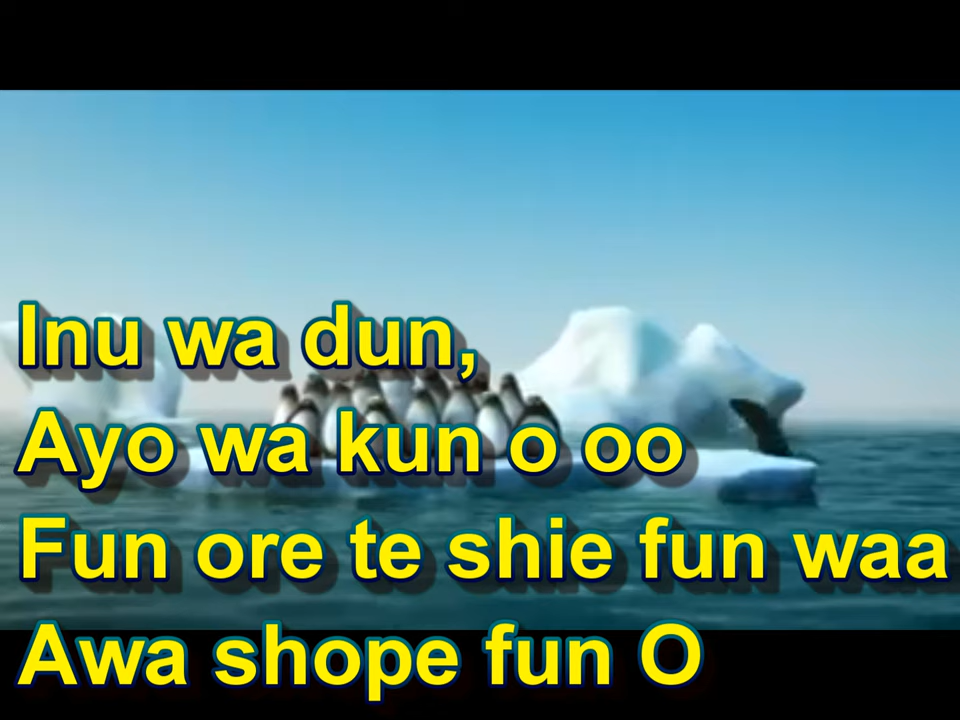 Inu wa dun,
Ayo wa kun o oo
Fun ore te shie fun waa
Awa shope fun O